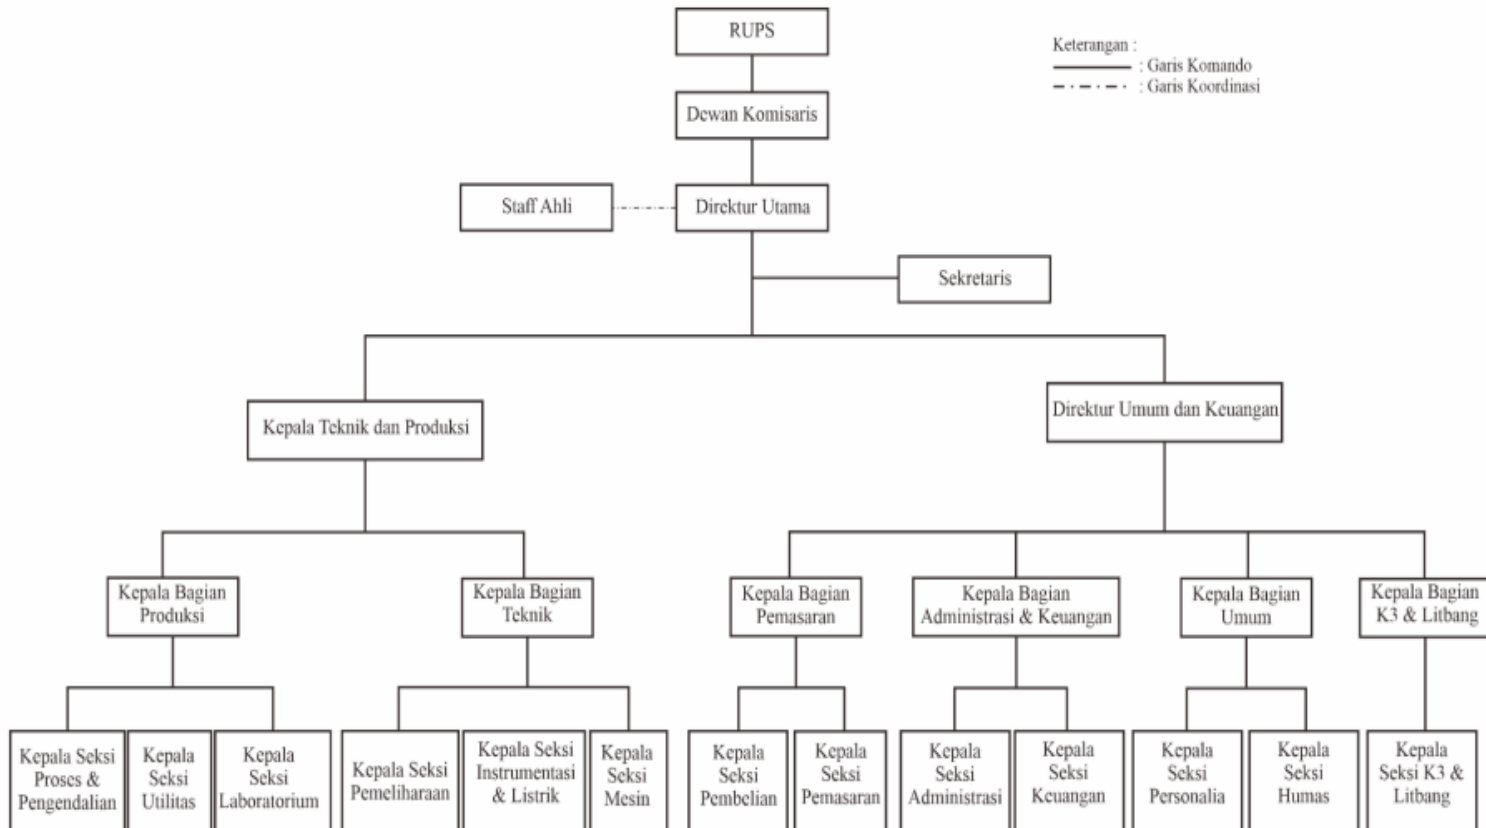 RUPS
Keterangan :
: Garis Komando
: Garis Koordinasi
Dewan Komisaris
Staff Ahli
Direktur Utama
Sekretaris
Kepala Teknik dan Produksi
Direktur Umum dan Keuangan
Kepala Bagian
Produksi
Kepala Bagian
Teknik
Kepala Bagian
Pemasaran
Kepala Bagian
Administrasi & Keuangan
Kepala Bagian
Umum
Kepala Bagian
K3 & Litbang
Kepala Seksi
Proses &
Pengendalian
Kepala
Seksi
Utilitas
Kepala
Seksi
Laboratorium
Kepala Seksi
Pemeliharaan
Kepala Seksi
Instrumentasi
& Listrik
Kepala
Seksi
Mesin
Kepala
Seksi
Pembelian
Kepala
Seksi
Pemasaran
Kepala
Seksi
Administrasi
Kepala
Seksi
Keuangan
Kepala
Seksi
Personalia
Kepala
Seksi
Humas
Kepala
Seksi K3 &
Litbang